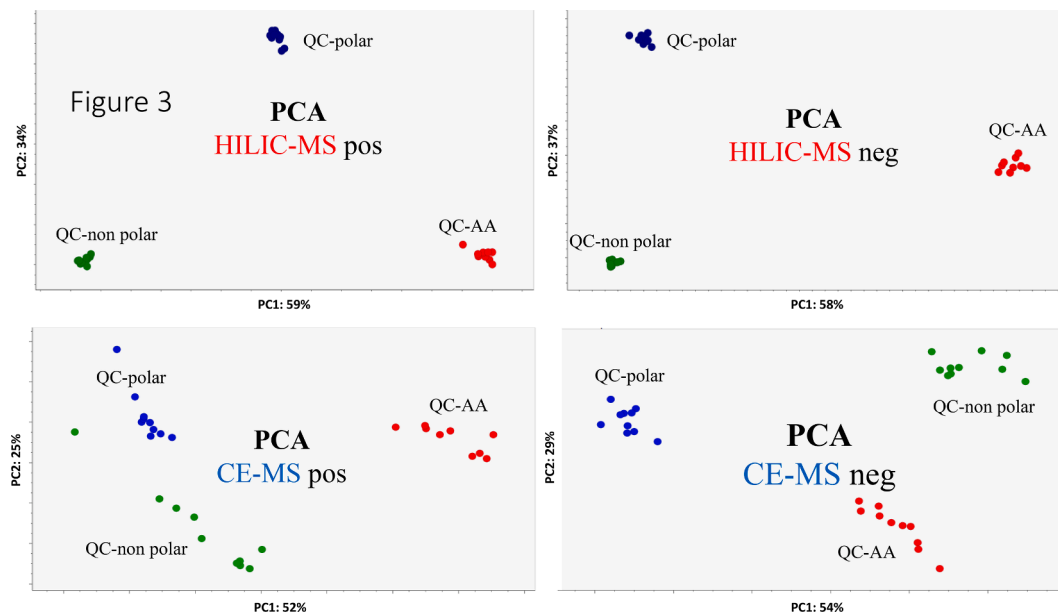 QC-polar
Figure 3
PCA
HILIC-MS pos
QC-non polar
QC-AA
PC2: 34%
PC1: 59%
QC-polar
PCA
HILIC-MS neg
QC-AA
QC-non polar
PC2: 37%
PC1: 58%
QC-polar
QC-AA
PCA
CE-MS pos
QC-non polar
PC2: 25%
PC1: 52%
QC-polar
QC-non polar
PCA
CE-MS neg
QC-AA
PC2: 29%
PC1: 54%